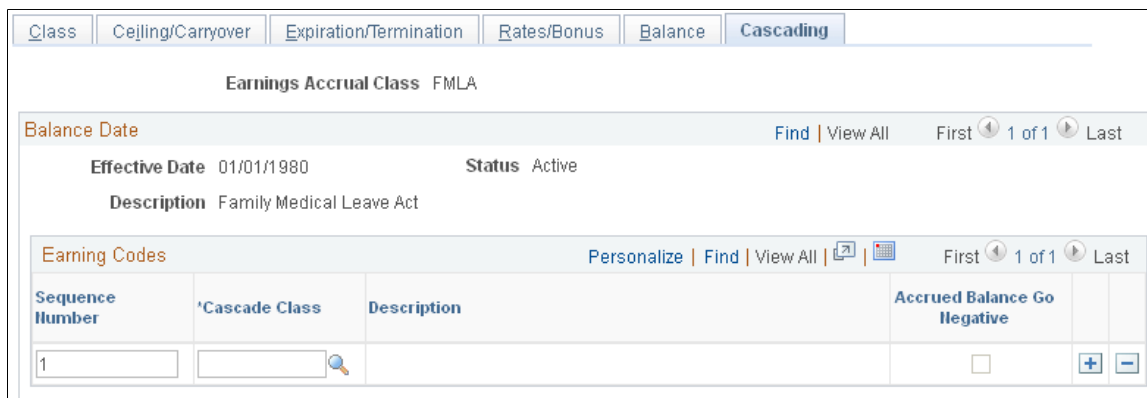 Class Ceiling/Carryover Expiration/Termination Rates/Bonus Balance Cascading
Earnings Accrual Class FMLA
Balance Date Find | View All First 1 of 1 Last
Effective Date 01/01/1980 Status Active
Description Family Medical Leave Act
Earning Codes Personalize | Find | View All | | First 1 of 1 Last
Sequence Number *Cascade Class Description Accrued Balance Go Negative
1